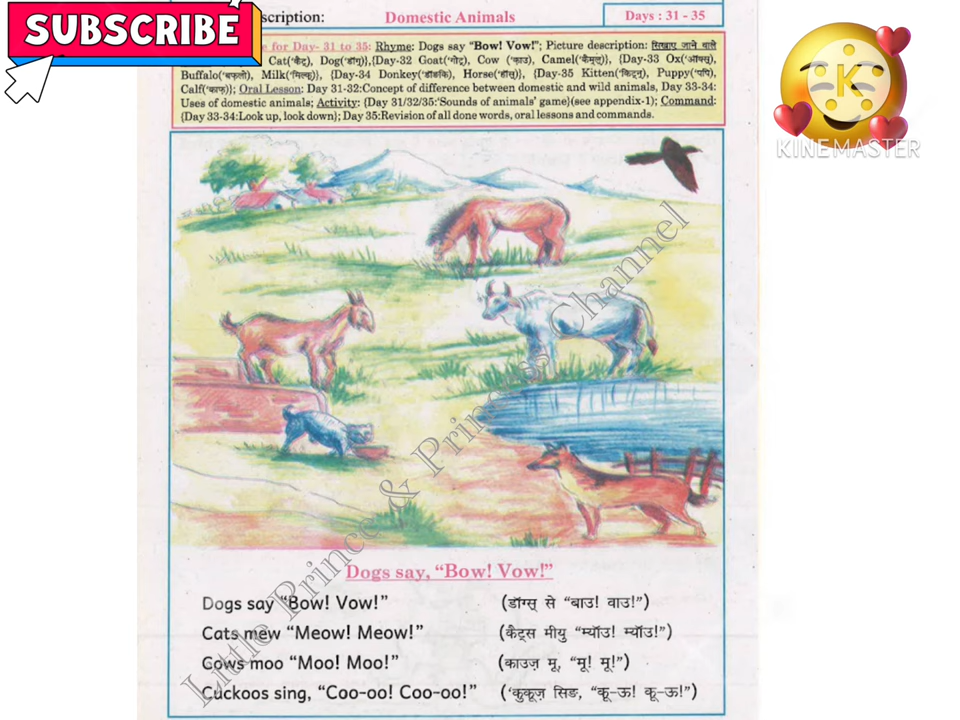 SUBSCRIBE
scription: Domestic Animals Days : 31 - 35
e for Day- 31 to 35: Rhyme: Dogs say "Bow! Vow!"; Picture description: सिखाए जाने वाले
Cat(कैट्), Dog('डॉग्)},{Day-32 Goat('गोट्), Cow ('काउ), Camel('कैमॅल्)}, {Day-33 Ox('ऑक्स्),
Buffalo('बफ़लो), Milk('मिल्क्)}, {Day-34 Donkey('डॉङकि), Horse('हॉस्)}, {Day-35 Kitten('किटॅन्), Puppy('पपि),
Calf('काफ़्)}; Oral Lesson: Day 31-32:Concept of difference between domestic and wild animals, Day 33-34:
Uses of domestic animals; Activity: {Day 31/32/35:'Sounds of animals' game}(see appendix-1); Command:
{Day 33-34:Look up, look down}; Day 35:Revision of all done words, oral lessons and commands.
K
KINEMASTER
Little Prince & Princess Channel
Dogs say, "Bow! Vow!"
Dogs say "Bow! Vow!" (डॉग्स् से "बाउ! वाउ!")
Cats mew "Meow! Meow!" (कैट्स मीयु "म्यॉउ! म्यॉउ!")
Cows moo "Moo! Moo!" (काउज़ मू, "मू! मू!")
Cuckoos sing, "Coo-oo! Coo-oo!" ('कुकूज़ सिङ, "कू-ऊ! कू-ऊ!")